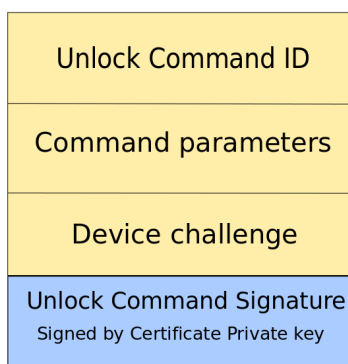 Unlock Command ID
Command parameters
Device challenge
Unlock Command Signature
Signed by Certificate Private key